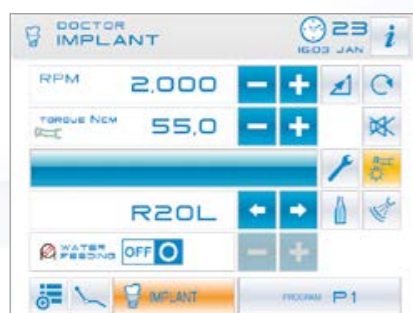 DOCTOR
IMPLANT
23
16:03 JAN
i
RPM 2,000 - +
TORQUE NCM 55,0 - +
R20L
WATER FEEDING OFF O - +
IMPLANT PROGRAM P1